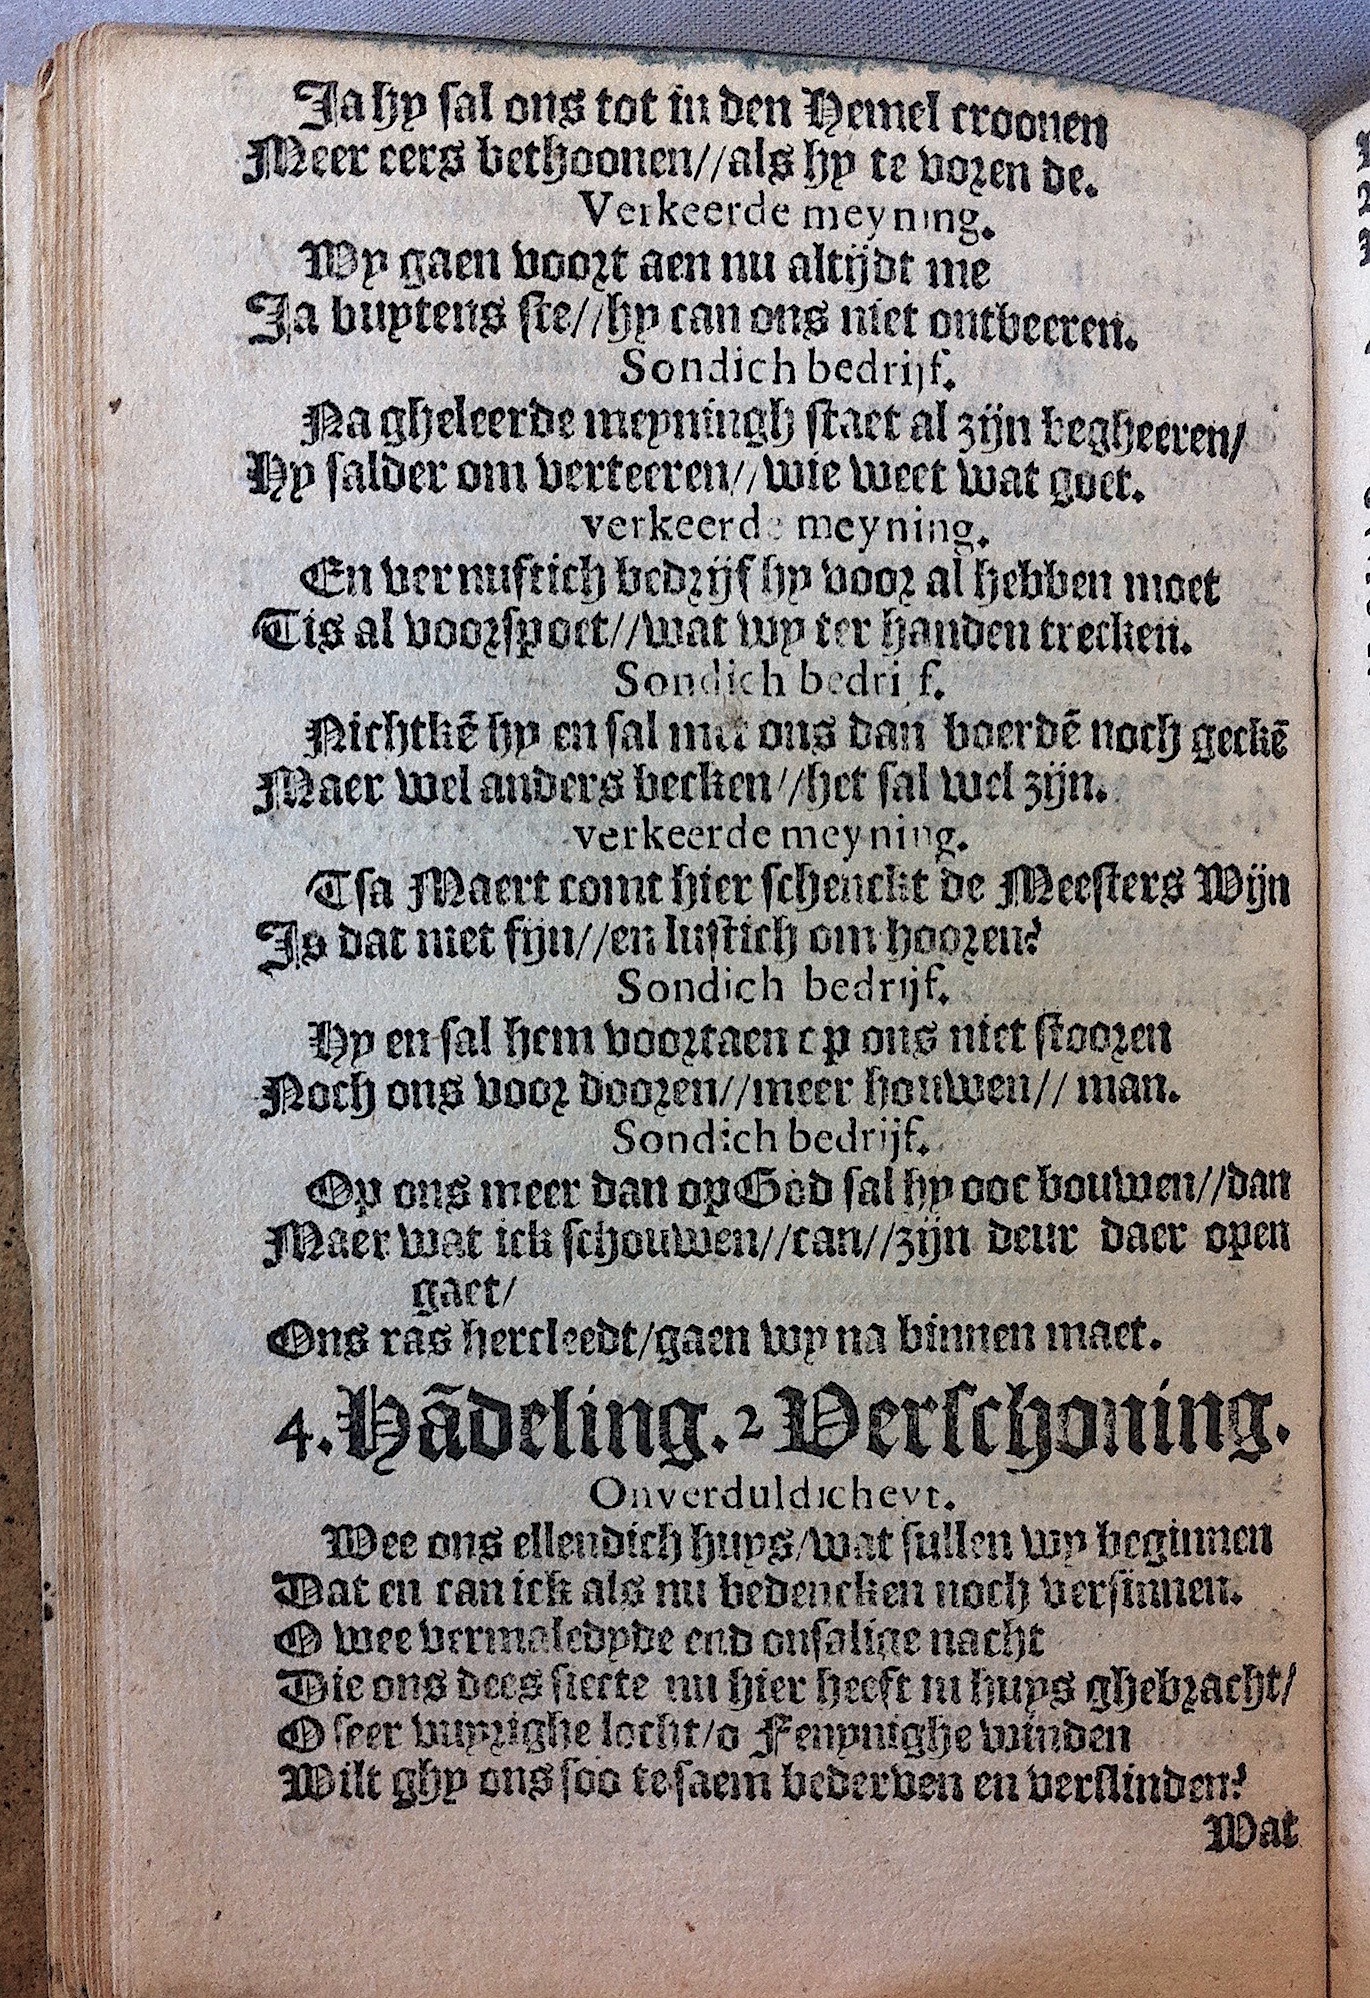 Ja hy sal ons tot in den Hemel croonen
Meer eers bethoonen//als hy te voren de.
Verkeerde meyning.
Wy gaen voort aen nu altijdt me
Ja buytens ste//hy can ons niet ontbeeren.
Sondich bedrijf.
Na gheleerde meyningh staet al zijn begheeren/
Hy salder om verteeren//wie weet wat goet.
verkeerde meyning.
En vernuftich bedrijf hy voor al hebben moet
Tis al voorspoet//wat wy ter handen trecken.
Sondich bedrijf.
Nichtkē hy en sal met ons dan boerdē noch geckē
Maer wel anders becken//het sal wel zijn.
verkeerde meyning.
Tsa Maert comt hier schenckt de Meesters Wijn
Is dat niet fijn//en lustich om hooren?
Sondich bedrijf.
Hy en sal hem voortaen op ons niet stooren
Noch ons voor dooren//meer houwen// man.
Sondich bedrijf.
Op ons meer dan op God sal hy ooc bouwen//dan
Maer wat ick schouwen//can//zijn deur daer open
gaet/
Ons ras hercleedt/gaen wy na binnen maet.
4. Hādeling. 2 Verschoning.
Onverduldicheyt.
Wee ons ellendich huys/wat sullen wy beginnen
Dat en can ick als nu bedencken noch versinnen.
O wee vermaledyde end onsalige nacht
Die ons dees siecte nu hier heeft in huys ghebracht/
O seer vuyrighe locht/o Fenynighe winden
Wilt ghy ons soo te saem bederven en verslinden?
Wat